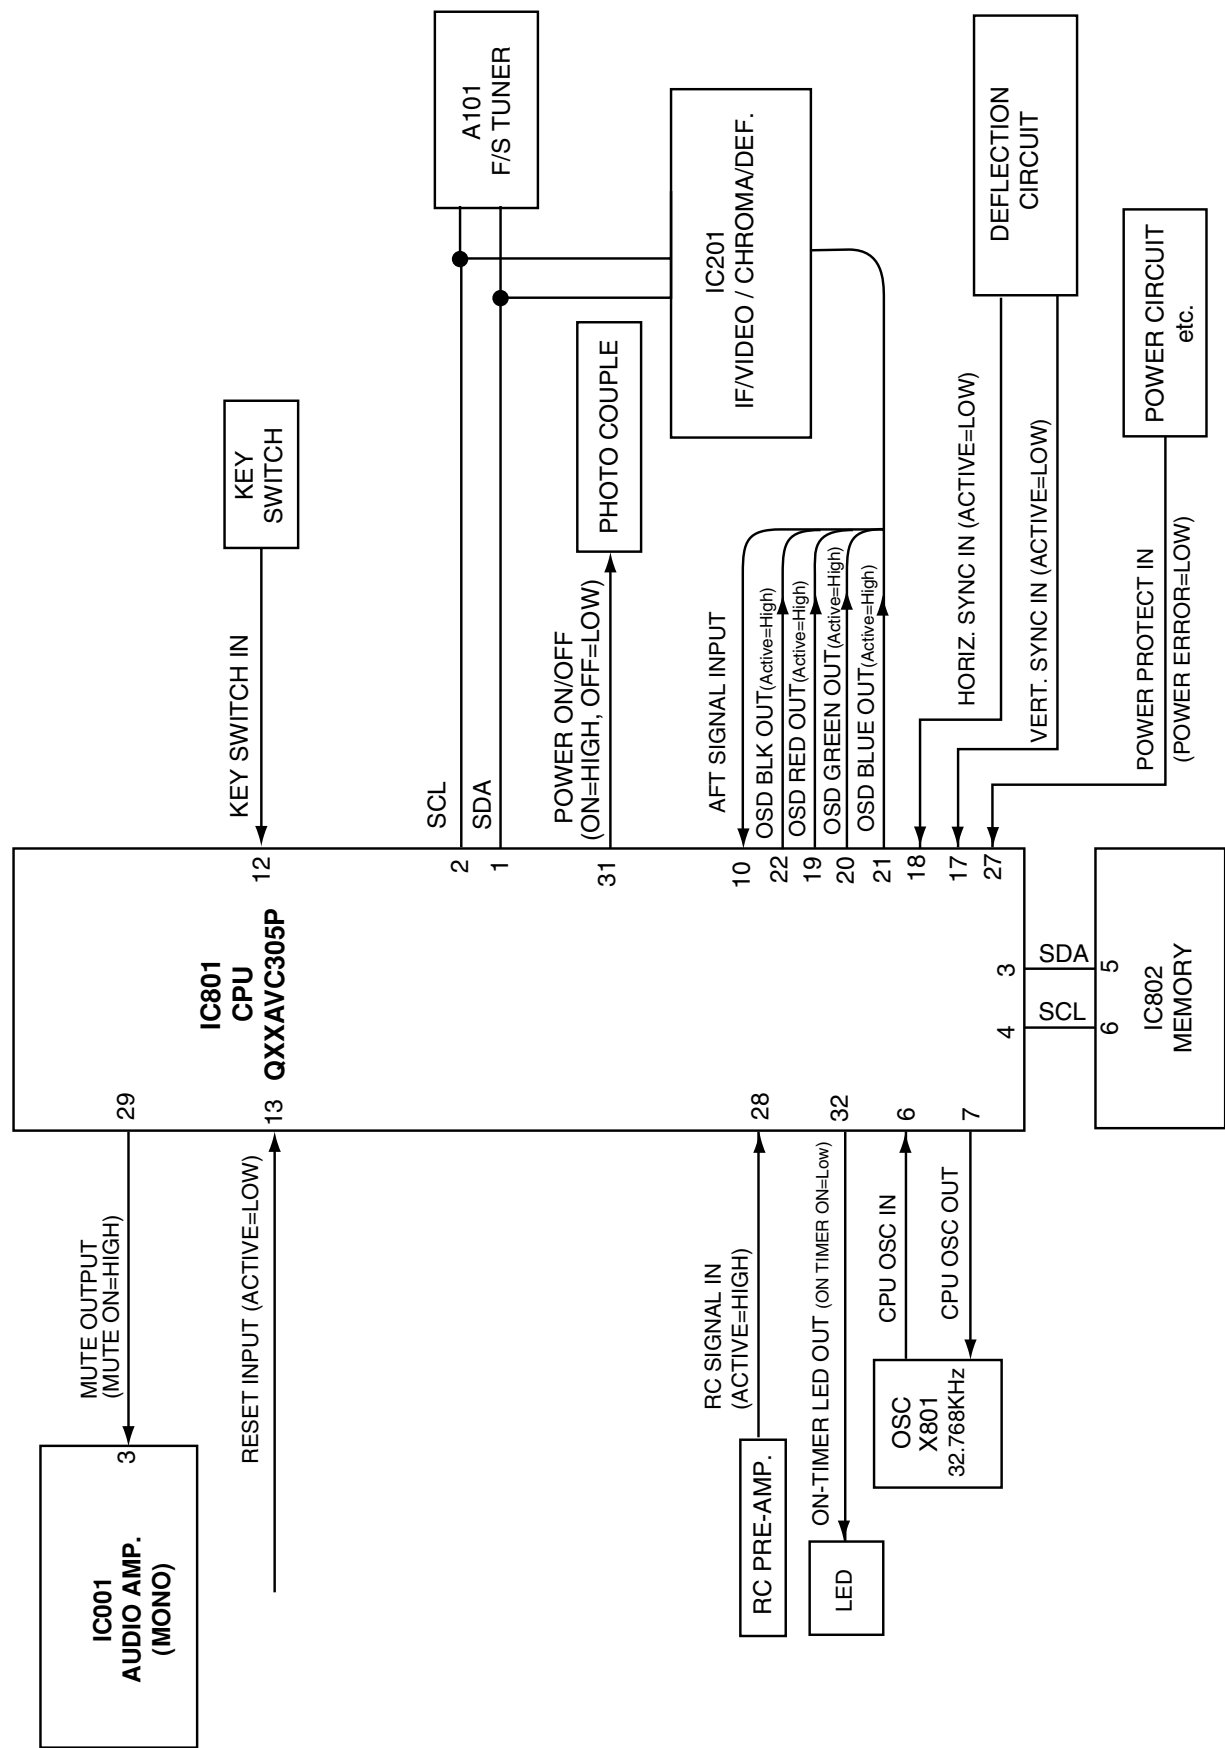 IC001
AUDIO AMP.
(MONO)
3
MUTE OUTPUT
(MUTE ON=HIGH)
29
RESET INPUT (ACTIVE=LOW)
13
IC801
CPU
QXXAVC305P
12
KEY SWITCH IN
KEY
SWITCH
2
SCL
1
SDA
A101
F/S TUNER
31
POWER ON/OFF
(ON=HIGH, OFF=LOW)
PHOTO COUPLE
IC201
IF/VIDEO / CHROMA/DEF.
RC PRE-AMP.
RC SIGNAL IN
(ACTIVE=HIGH)
28
10
AFT SIGNAL INPUT
22
OSD BLK OUT(Active=High)
19
OSD RED OUT(Active=High)
20
OSD GREEN OUT(Active=High)
21
OSD BLUE OUT(Active=High)
LED
ON-TIMER LED OUT (ON TIMER ON=Low)
32
OSC
X801
32.768KHz
CPU OSC IN
6
CPU OSC OUT
7
18
HORIZ. SYNC IN (ACTIVE=LOW)
17
VERT. SYNC IN (ACTIVE=LOW)
DEFLECTION
CIRCUIT
27
POWER PROTECT IN
(POWER ERROR=LOW)
POWER CIRCUIT
etc.
4
3
SCL
SDA
6
5
IC802
MEMORY